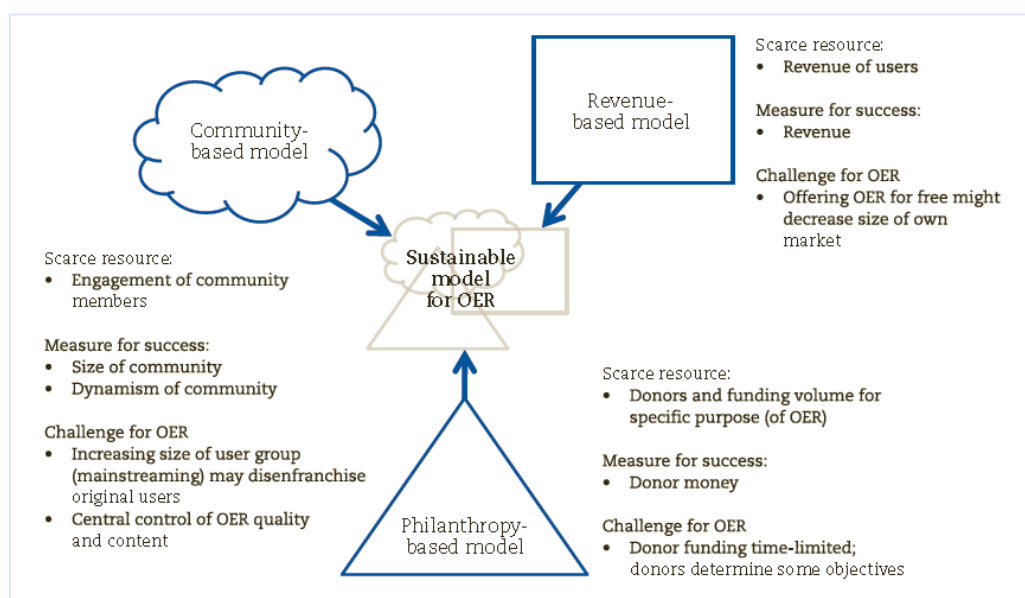 Community-
based model
Revenue-
based model
Scarce resource:
• Revenue of users
Measure for success:
• Revenue
Challenge for OER
• Offering OER for free might
decrease size of own
market
Sustainable
model
for OER
Scarce resource:
• Engagement of community
members
Measure for success:
• Size of community
• Dynamism of community
Challenge for OER
• Increasing size of user group
(mainstreaming) may disenfranchise
original users
• Central control of OER quality
and content
Philanthropy-
based model
Scarce resource:
• Donors and funding volume for
specific purpose (of OER)
Measure for success:
• Donor money
Challenge for OER
• Donor funding time-limited;
donors determine some objectives